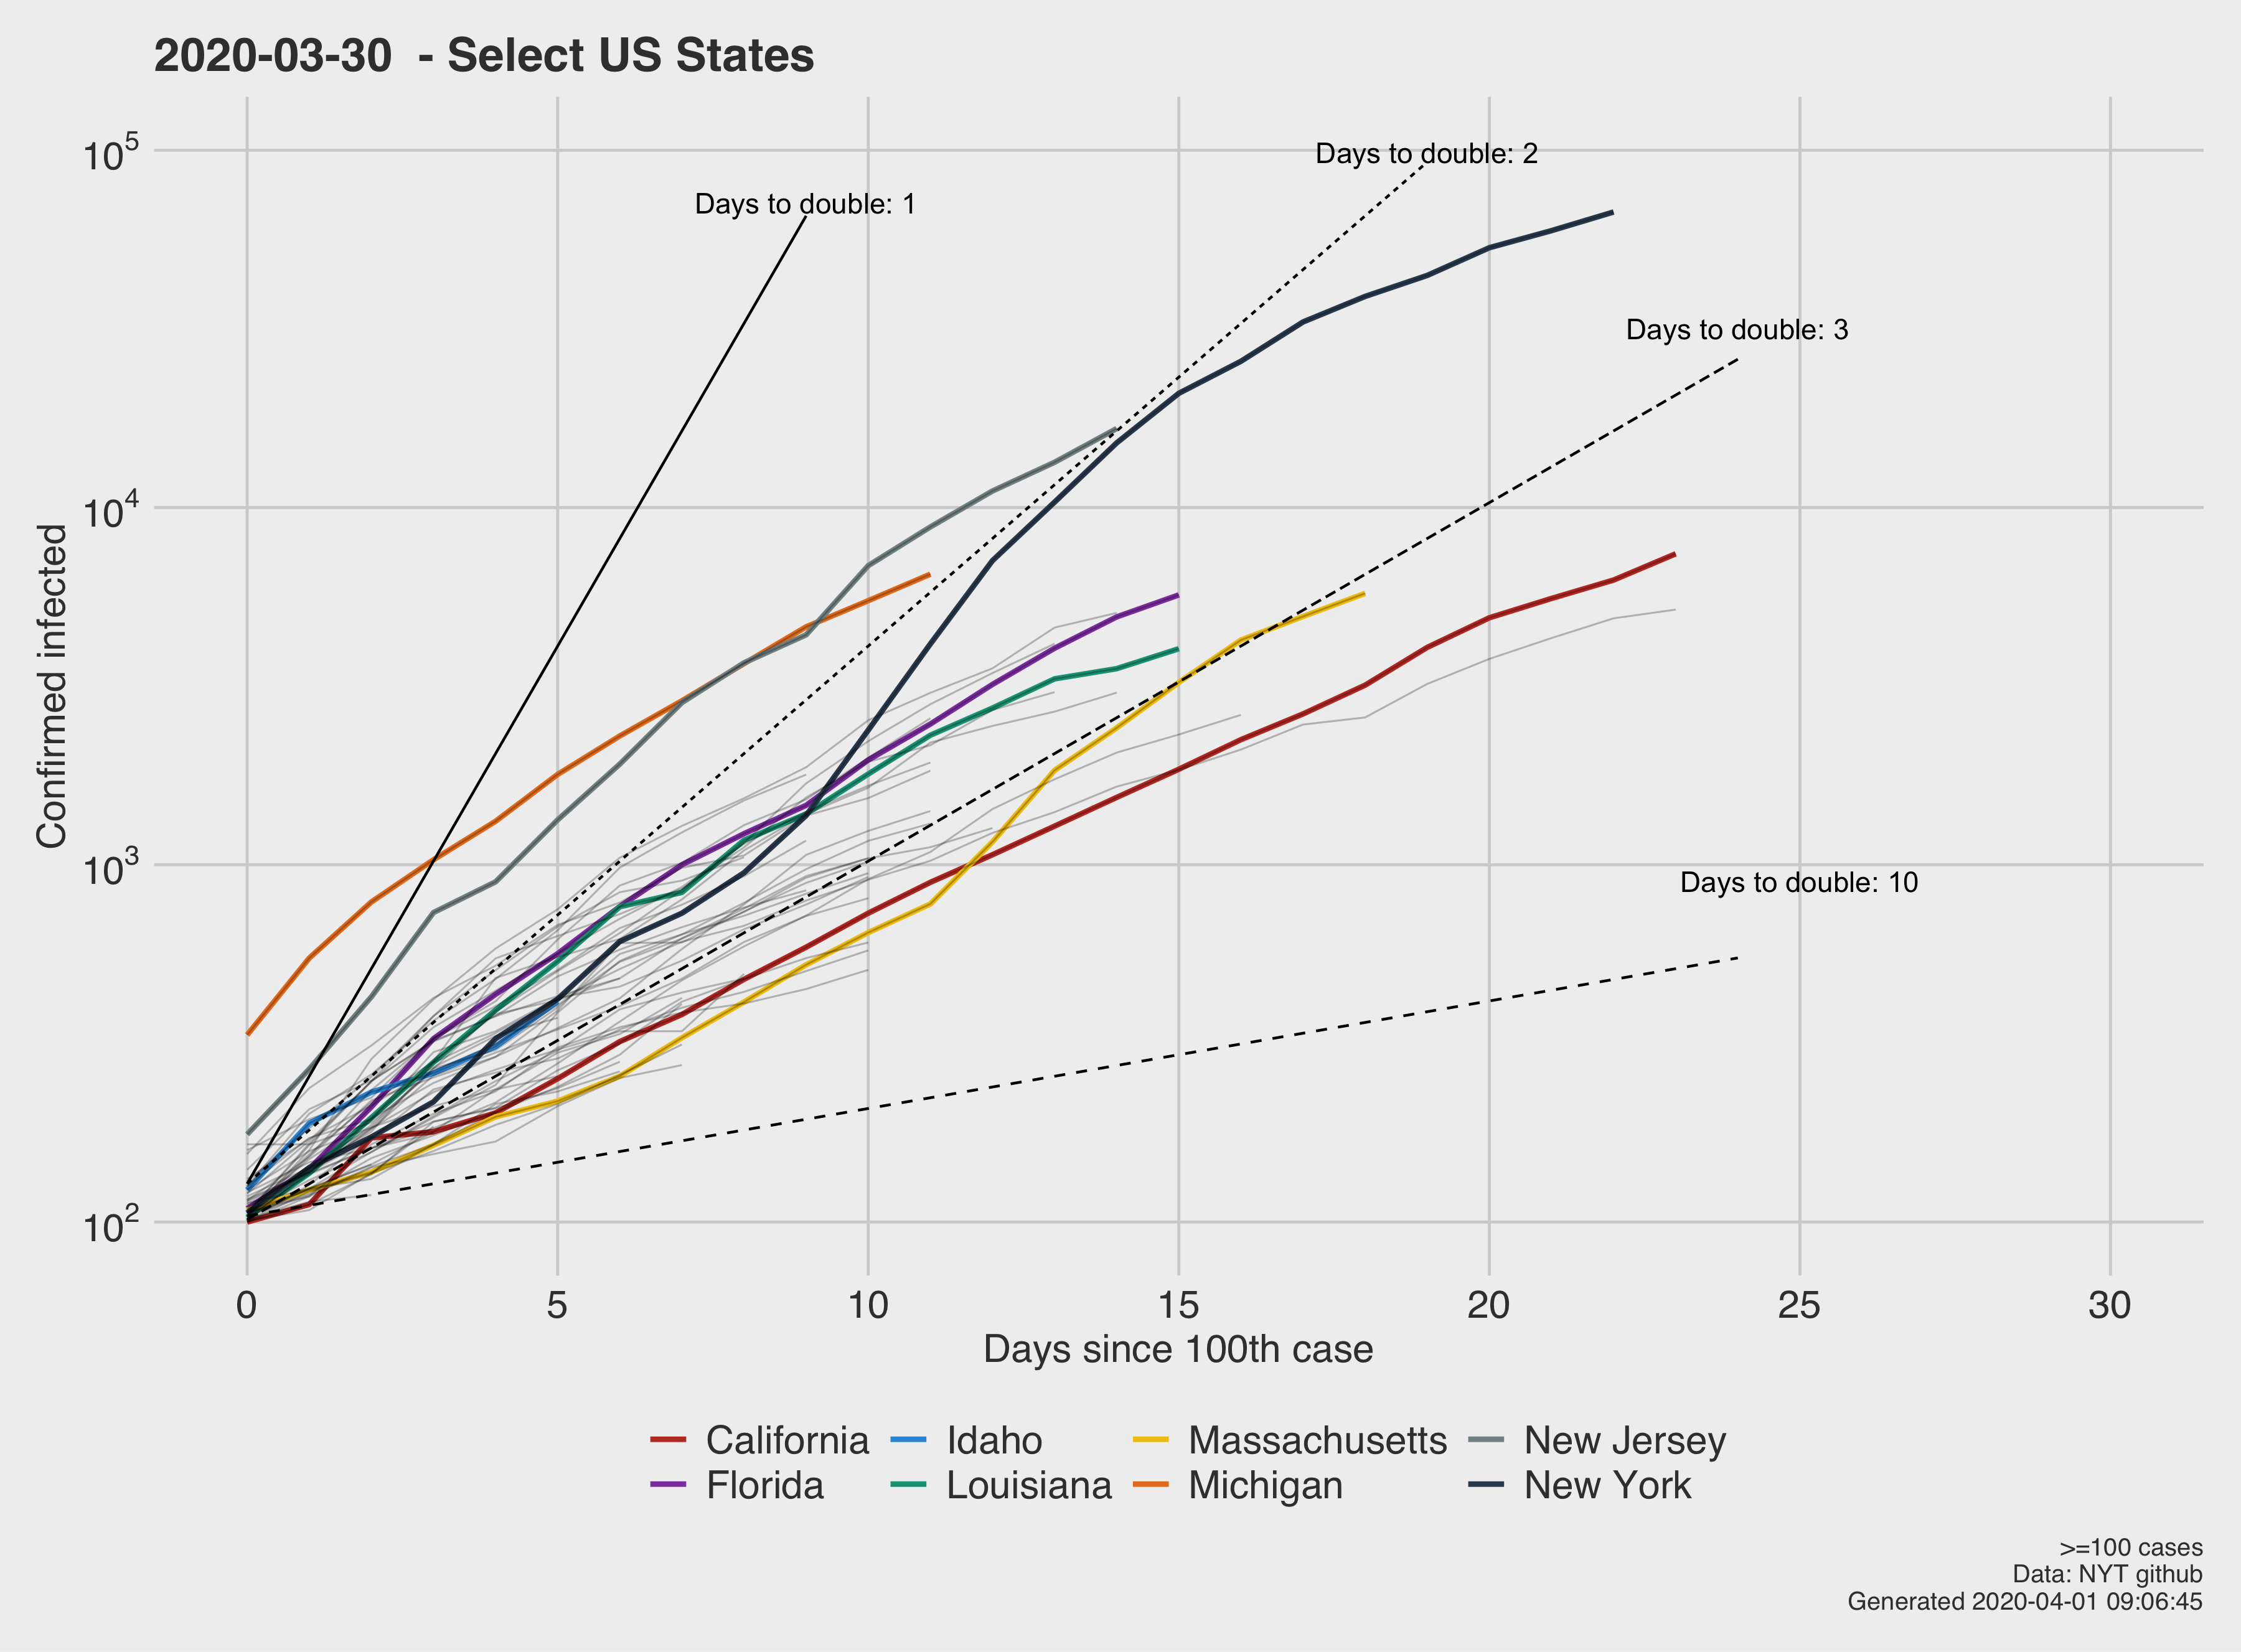 2020-03-30  - Select US States
10^5
10^4
10^3
10^2
Confirmed infected
Days to double: 1
Days to double: 2
Days to double: 3
Days to double: 10
0 5 10 15 20 25 30
Days since 100th case
California Idaho Massachusetts New Jersey
Florida Louisiana Michigan New York
>=100 cases
Data: NYT github
Generated 2020-04-01 09:06:45